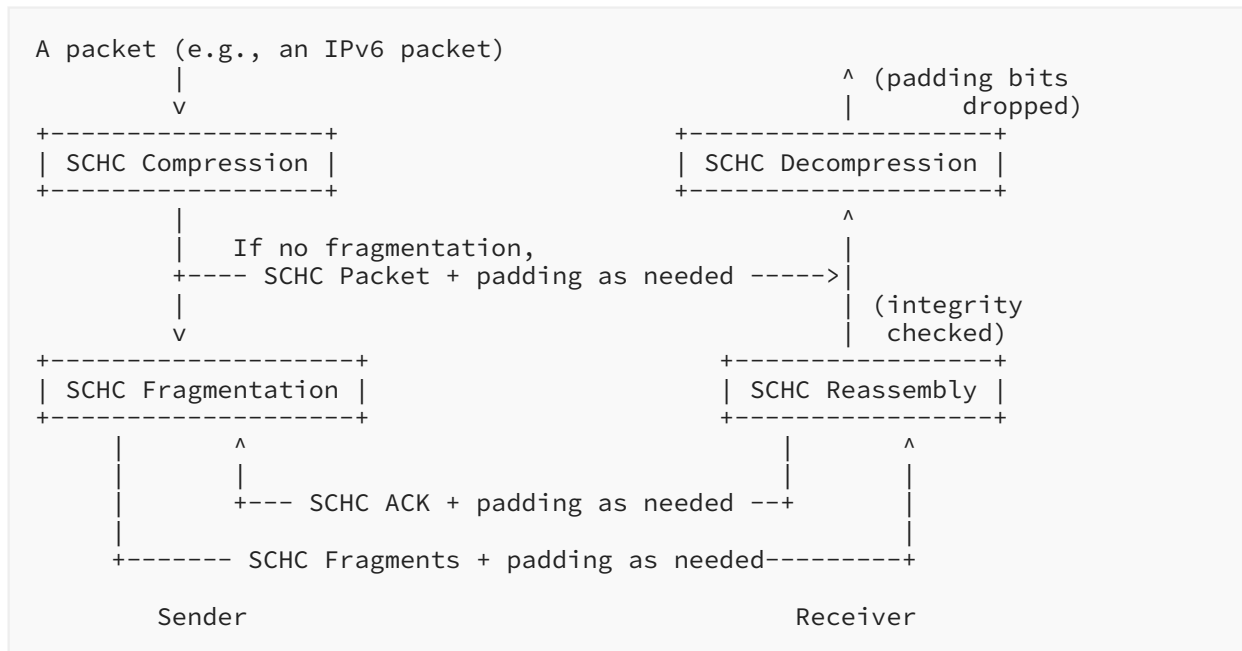 A packet (e.g., an IPv6 packet)
         |                                           ^ (padding bits
         v                                           |       dropped)
+------------------+                      +--------------------+
| SCHC Compression |                      | SCHC Decompression |
+------------------+                      +--------------------+
         |                                           ^
         |   If no fragmentation,                    |
         +---- SCHC Packet + padding as needed ----->|
         |                                           | (integrity
         v                                           |  checked)
+--------------------+                       +-----------------+
| SCHC Fragmentation |                       | SCHC Reassembly |
+--------------------+                       +-----------------+
     |       ^                                   |       ^
     |       |                                   |       |
     |       +--- SCHC ACK + padding as needed --+       |
     |                                                   |
     +------- SCHC Fragments + padding as needed---------+
        Sender                                    Receiver